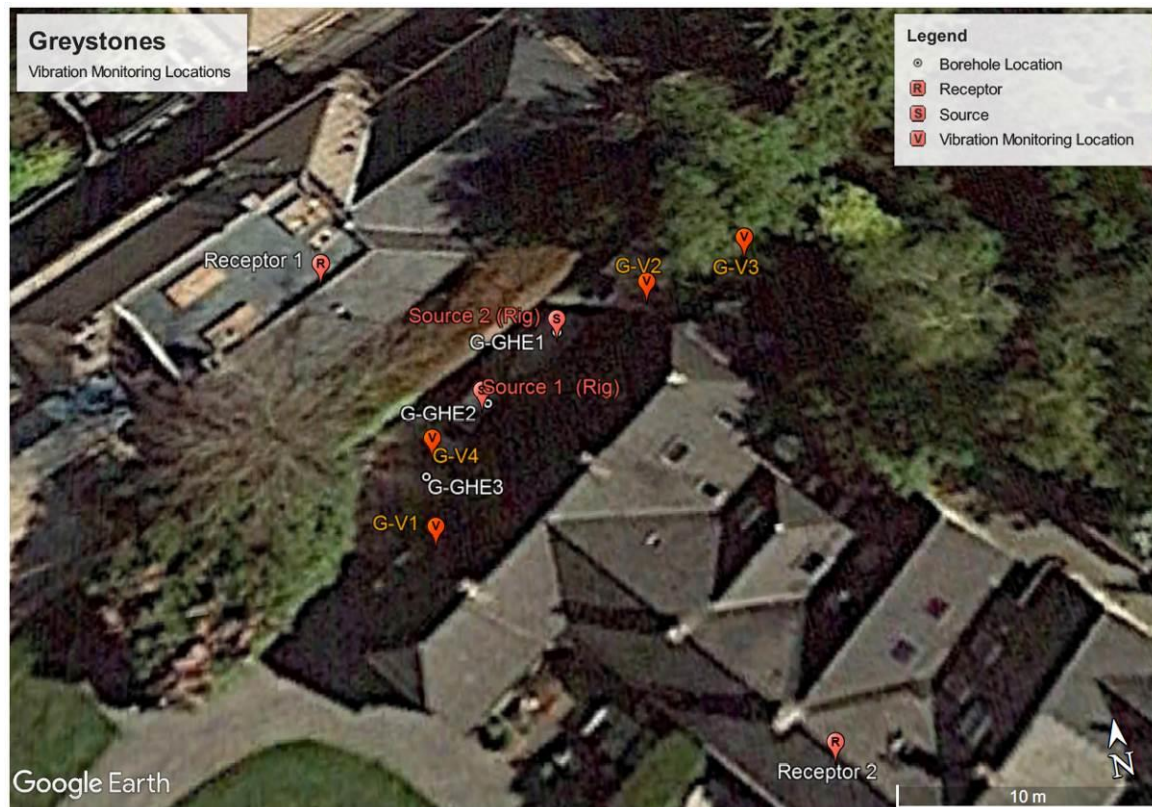 Greystones
Vibration Monitoring Locations
Legend
Borehole Location
R Receptor
S Source
V Vibration Monitoring Location
V
G-V3
Receptor 1 R
G-V2
V
Source 2 (Rig) S
G-GHE1
S Source 1 (Rig)
G-GHE2
V
G-V4
G-GHE3
G-V1 V
R
Receptor 2
N
Google Earth
10 m